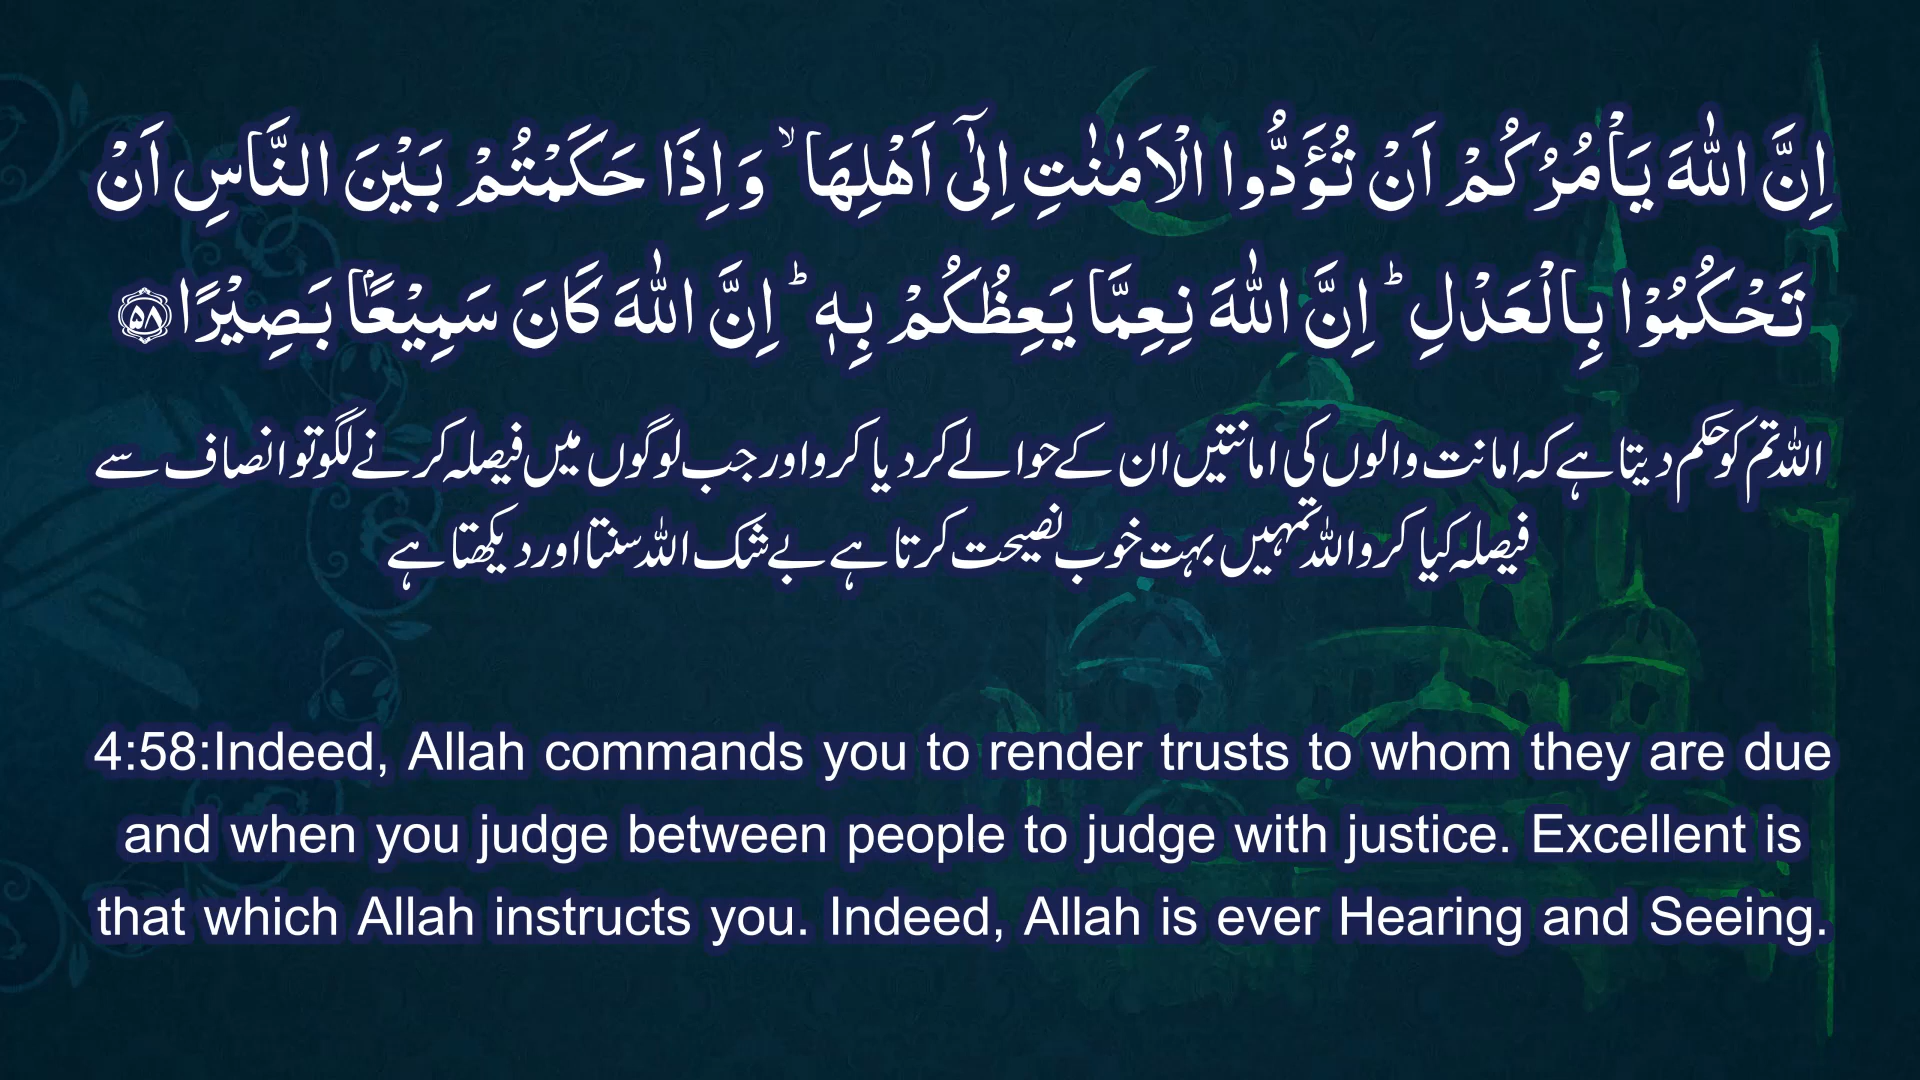 اِنَّ اللّٰهَ يَاْمُرُكُمْ اَنْ تُؤَدُّوا الْاَمٰنٰتِ اِلٰٓى اَهْلِهَا ۙ وَاِذَا حَكَمْتُمْ بَيْنَ النَّاسِ اَنْ
تَحْكُمُوْا بِالْعَدْلِ ؕ اِنَّ اللّٰهَ نِعِمَّا يَعِظُكُمْ بِهٖ ؕ اِنَّ اللّٰهَ كَانَ سَمِيْعًۢا بَصِيْرًا ۵۸
اللہ تم کو حکم دیتا ہے کہ امانت والوں کی امانتیں ان کے حوالے کردیا کرو اور جب لوگوں میں فیصلہ کرنے لگو تو انصاف سے
فیصلہ کیا کرو اللہ تمہیں بہت خوب نصیحت کرتا ہے بے شک اللہ سنتا اور دیکھتا ہے
4:58:Indeed, Allah commands you to render trusts to whom they are due
and when you judge between people to judge with justice. Excellent is
that which Allah instructs you. Indeed, Allah is ever Hearing and Seeing.